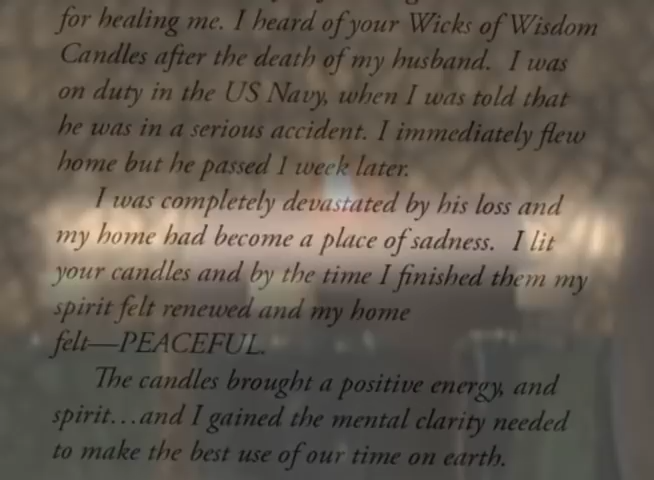 for healing me. I heard of your Wicks of Wisdom
Candles after the death of my husband. I was
on duty in the US Navy, when I was told that
he was in a serious accident. I immediately flew
home but he passed 1 week later.
I was completely devastated by his loss and
my home had become a place of sadness. I lit
your candles and by the time I finished them my
spirit felt renewed and my home
felt—PEACEFUL.
The candles brought a positive energy, and
spirit...and I gained the mental clarity needed
to make the best use of our time on earth.